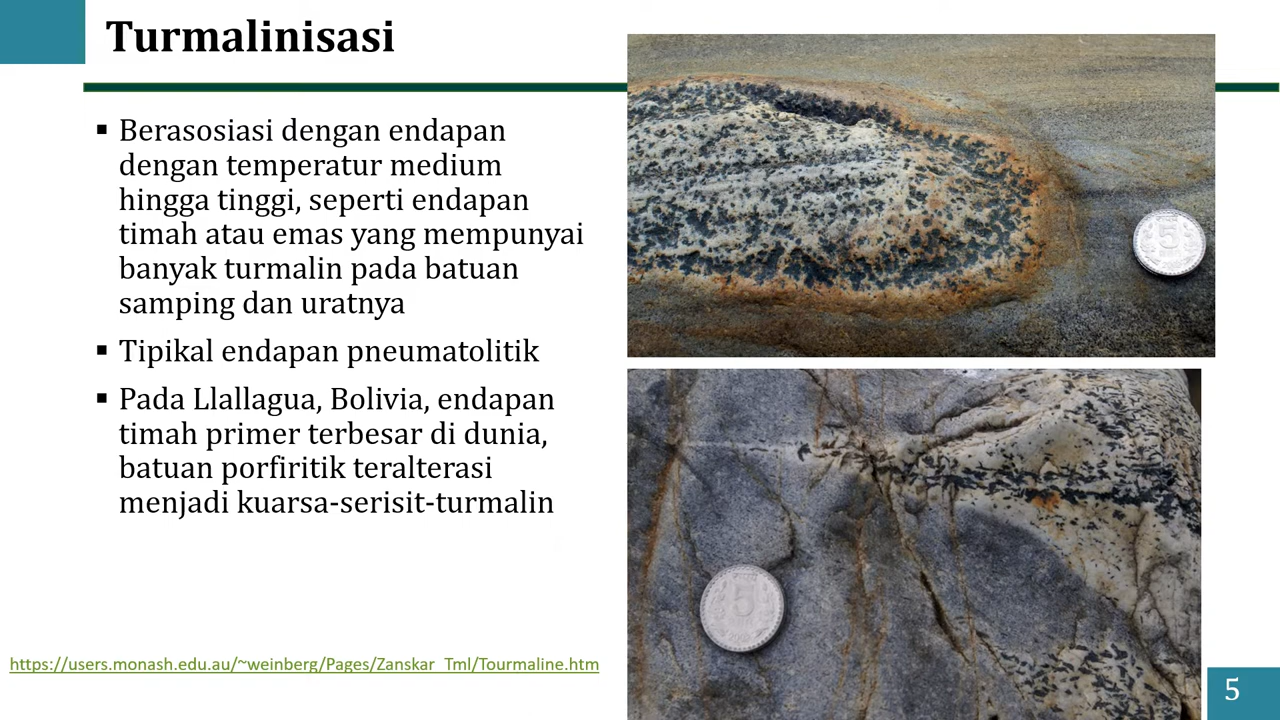 Turmalinisasi
▪ Berasosiasi dengan endapan
dengan temperatur medium
hingga tinggi, seperti endapan
timah atau emas yang mempunyai
banyak turmalin pada batuan
samping dan uratnya
▪ Tipikal endapan pneumatolitik
▪ Pada Llallagua, Bolivia, endapan
timah primer terbesar di dunia,
batuan porfiritik teralterasi
menjadi kuarsa-serisit-turmalin
5
5
https://users.monash.edu.au/~weinberg/Pages/Zanskar_Tml/Tourmaline.htm
5